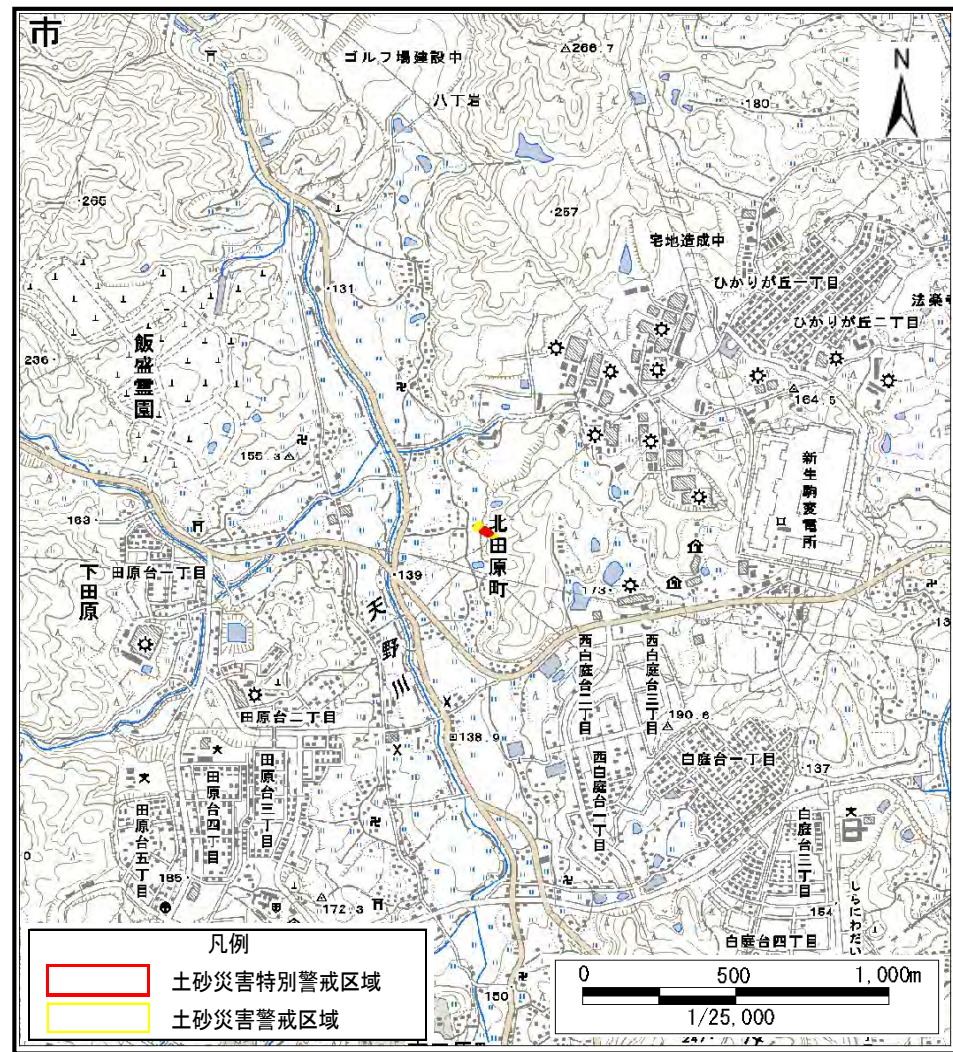 市
ゴルフ場建設中
266.7
N
八丁岩
180
265
257
宅地造成中
131
ひかりが丘一丁目
法楽寺
ひかりが丘二丁目
飯盛霊園
236
164.5
155.3
新生駒変電所
163
北田原町
田原台一丁目
下田原
139
173
天野川
西白庭台二丁目
西白庭台三丁目
田原台二丁目
190.6
138.9
白庭台一丁目
137
田原台三丁目
田原台四丁目
田原台五丁目
西白庭台一丁目
白庭台三丁目
185
172.3
154
しらにわだい
白庭台四丁目
150
247
凡例
土砂災害特別警戒区域
土砂災害警戒区域
0 500 1,000m
1/25,000